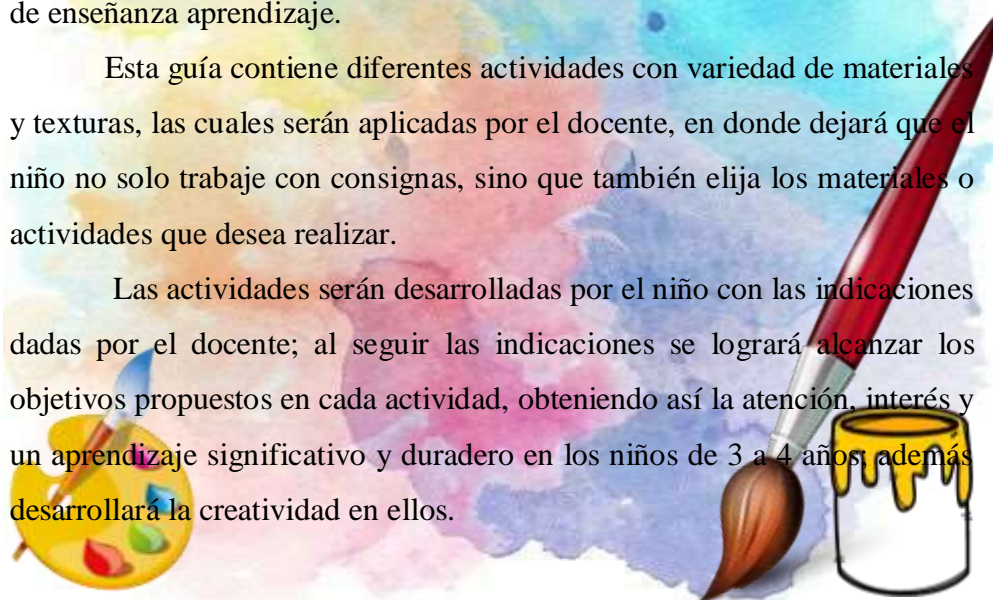 de enseñanza aprendizaje.
Esta guía contiene diferentes actividades con variedad de materiales
y texturas, las cuales serán aplicadas por el docente, en donde dejará que el
niño no solo trabaje con consignas, sino que también elija los materiales o
actividades que desea realizar.
Las actividades serán desarrolladas por el niño con las indicaciones
dadas por el docente; al seguir las indicaciones se logrará alcanzar los
objetivos propuestos en cada actividad, obteniendo así la atención, interés y
un aprendizaje significativo y duradero en los niños de 3 a 4 años; además
desarrollará la creatividad en ellos.